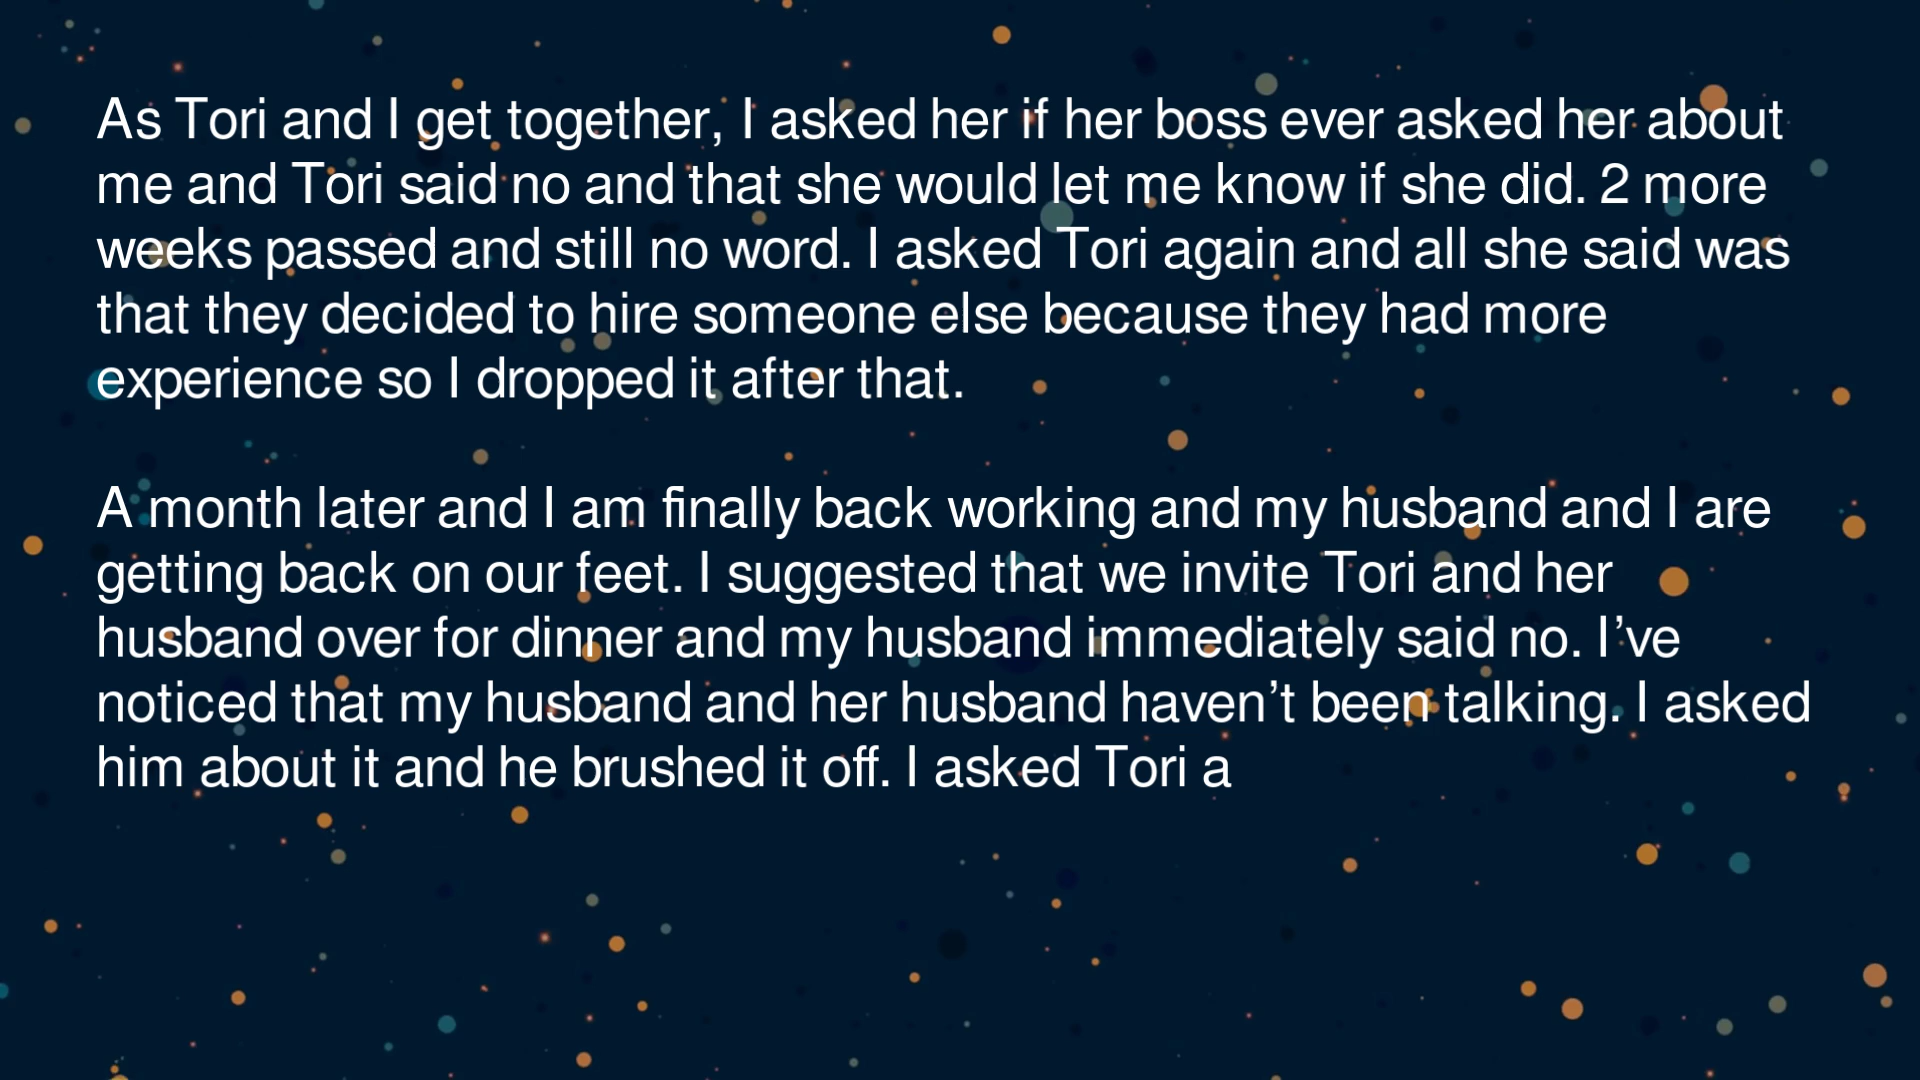 As Tori and I get together, I asked her if her boss ever asked her about
me and Tori said no and that she would let me know if she did. 2 more
weeks passed and still no word. I asked Tori again and all she said was
that they decided to hire someone else because they had more
experience so I dropped it after that.
A month later and I am finally back working and my husband and I are
getting back on our feet. I suggested that we invite Tori and her
husband over for dinner and my husband immediately said no. I’ve
noticed that my husband and her husband haven’t been talking. I asked
him about it and he brushed it off. I asked Tori a